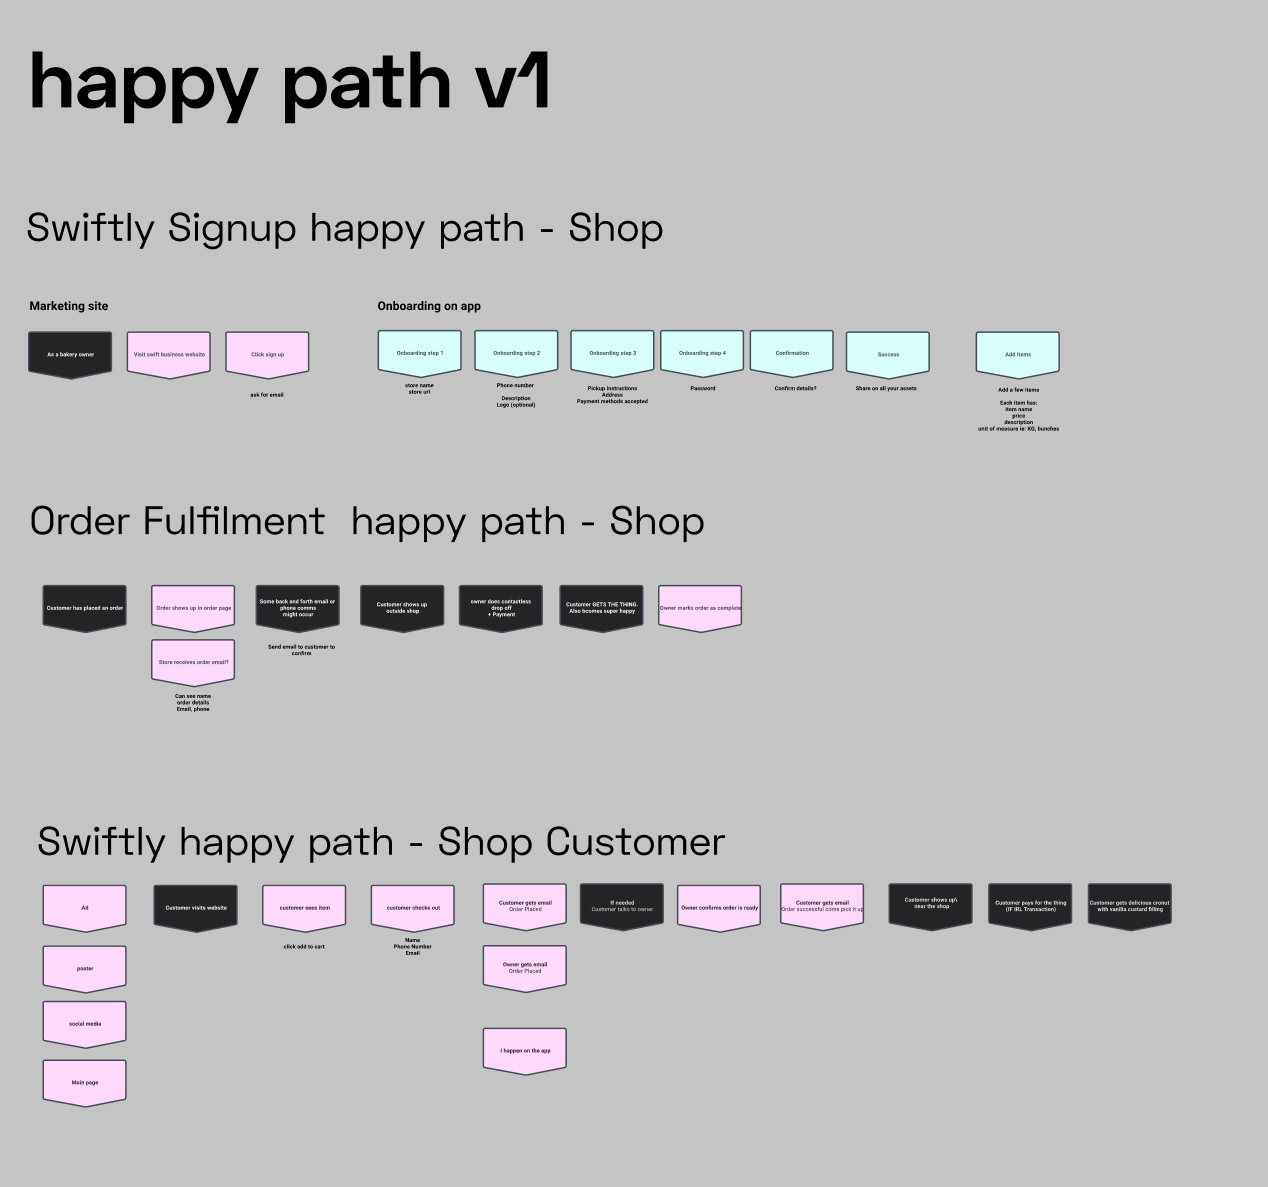 happy path v1
Swiftly Signup happy path - Shop
Marketing site
Onboarding on app
As a bakery owner
Visit swift business website
Click sign up
ask for email
Onboarding step 1
store name
store url
Onboarding step 2
Phone number
Description
Logo (optional)
Onboarding step 3
Pickup instructions
Address
Payment methods accepted
Onboarding step 4
Password
Confirmation
Confirm details?
Success
Share on all your assets
Add items
Add a few items
Each item has:
item name
price
description
unit of measure ie: KG, bunches
Order Fulfilment  happy path - Shop
Customer has placed an order
Order shows up in order page
Store receives order email?
Can see name
order details
Email, phone
Some back and forth email or
phone comms
might occur
Send email to customer to
confirm
Customer shows up
outside shop
owner does contactless
drop off
+ Payment
Customer GETS THE THING.
Also bcomes super happy
Owner marks order as complete
Swiftly happy path - Shop Customer
Ad
poster
social media
Main page
Customer visits website
customer sees item
click add to cart
customer checks out
Name
Phone Number
Email
Customer gets email
Order Placed
Owner gets email
Order Placed
I happen on the app
If needed
Customer talks to owner
Owner confirms order is ready
Customer gets email
Order successful come pick it up
Customer shows up\
near the shop
Customer pays for the thing
(IF IRL Transaction)
Customer gets delicious cronut
with vanilla custard filling